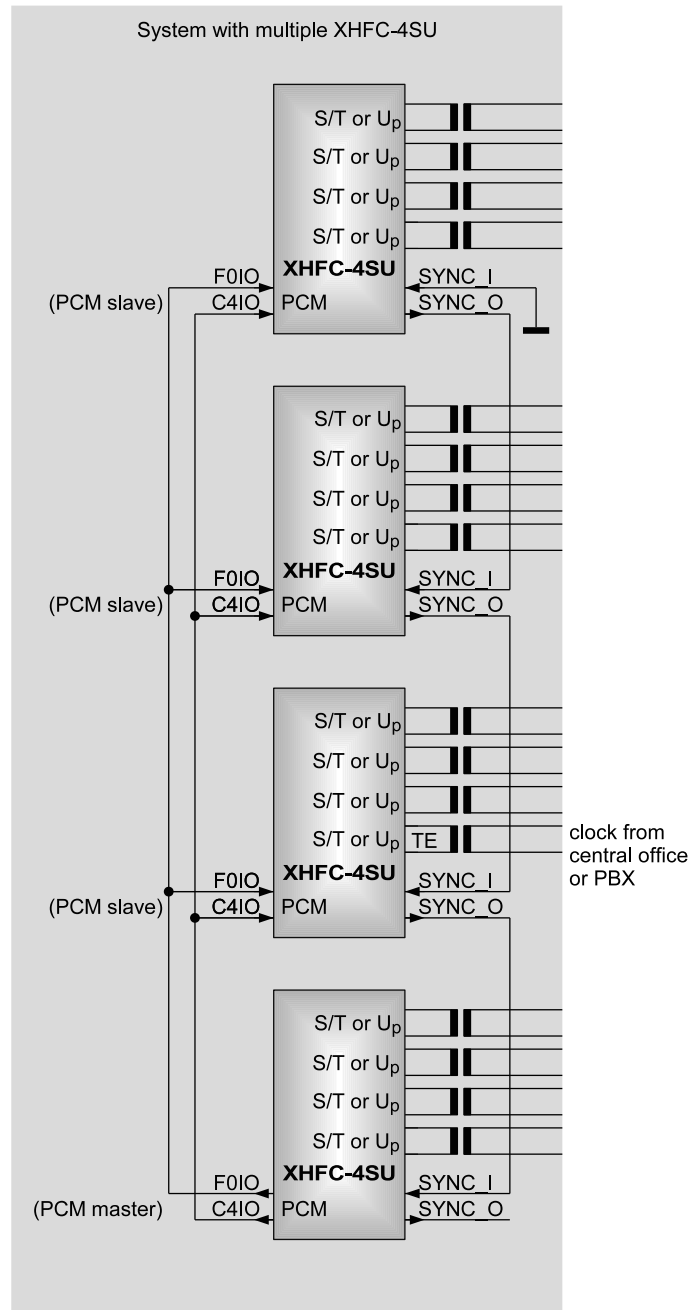 System with multiple XHFC-4SU
S/T or Up
S/T or Up
S/T or Up
S/T or Up
XHFC-4SU
F0IO
SYNC_I
(PCM slave)
C4IO
PCM
SYNC_O
S/T or Up
S/T or Up
S/T or Up
S/T or Up
XHFC-4SU
F0IO
SYNC_I
(PCM slave)
C4IO
PCM
SYNC_O
S/T or Up
S/T or Up
S/T or Up
S/T or Up
TE
clock from
central office
or PBX
XHFC-4SU
F0IO
SYNC_I
(PCM slave)
C4IO
PCM
SYNC_O
S/T or Up
S/T or Up
S/T or Up
S/T or Up
XHFC-4SU
F0IO
SYNC_I
(PCM master)
C4IO
PCM
SYNC_O